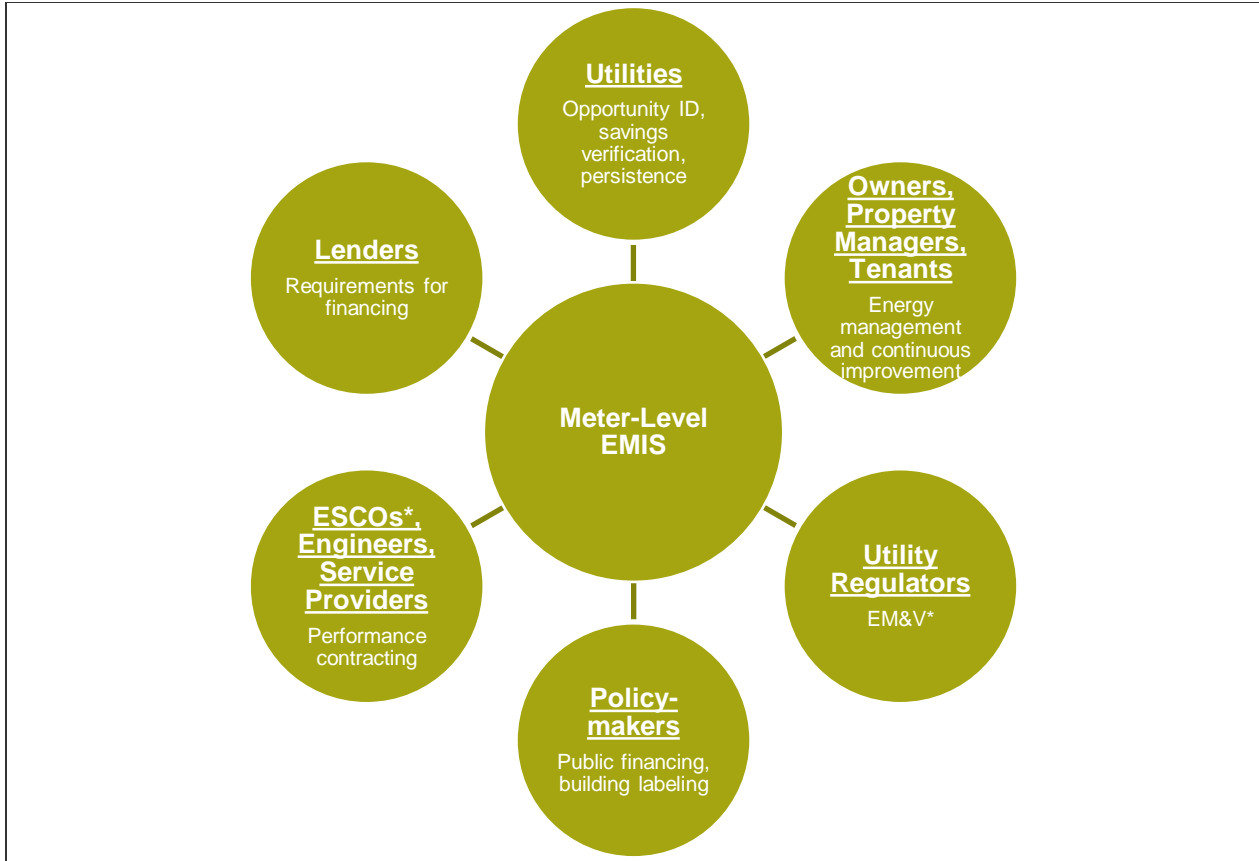 Utilities
Opportunity ID,
savings
verification,
persistence
Owners,
Property
Managers,
Tenants
Energy
management
and continuous
improvement
Lenders
Requirements for
financing
Meter-Level
EMIS
ESCOs*,
Engineers,
Service
Providers
Performance
contracting
Utility
Regulators
EM&V*
Policy-
makers
Public financing,
building labeling